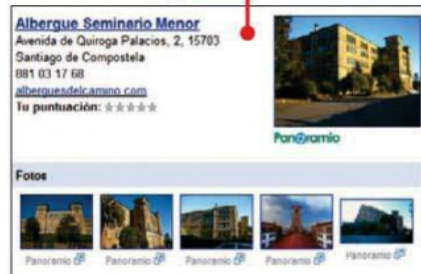 Albergue Seminario Menor
Avenida de Quiroga Palacios, 2, 15703
Santiago de Compostela
881 03 17 68
alberguesdelcamino.com
Tu puntuación:
Panoramio
Fotos
Panoramio
Panoramio
Panoramio
Panoramio
Panoramio